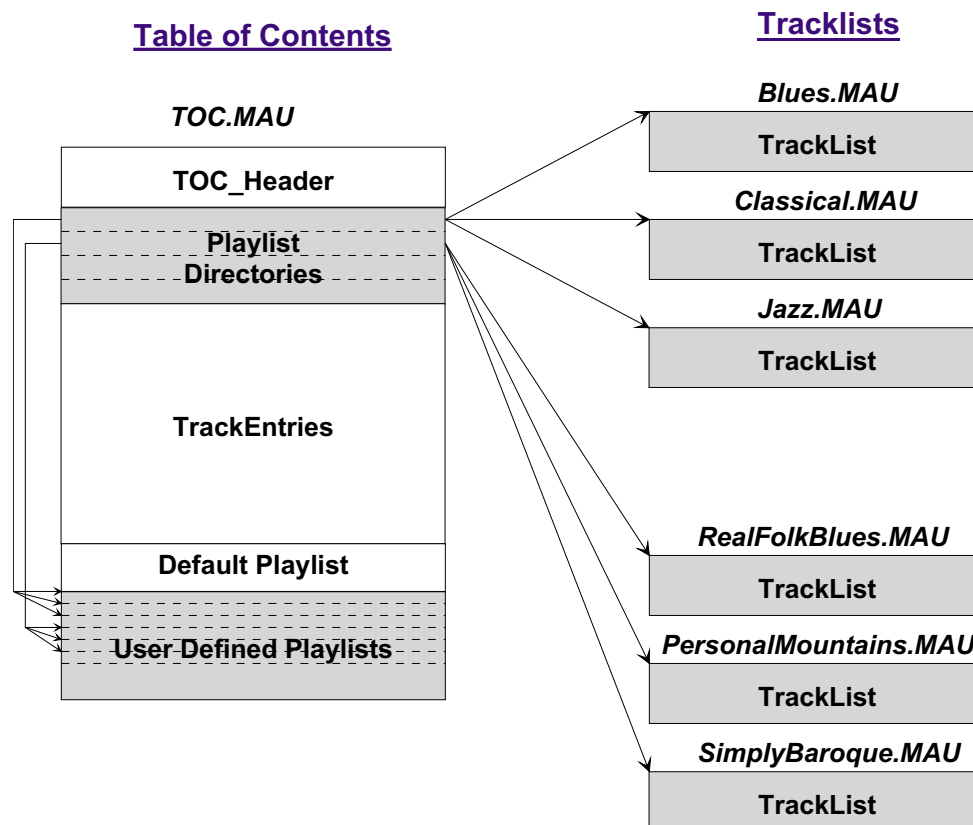 Table of Contents
TOC.MAU
TOC_Header
Playlist
Directories
TrackEntries
Default Playlist
User Defined Playlists
Tracklists
Blues.MAU
TrackList
Classical.MAU
TrackList
Jazz.MAU
TrackList
RealFolkBlues.MAU
TrackList
PersonalMountains.MAU
TrackList
SimplyBaroque.MAU
TrackList